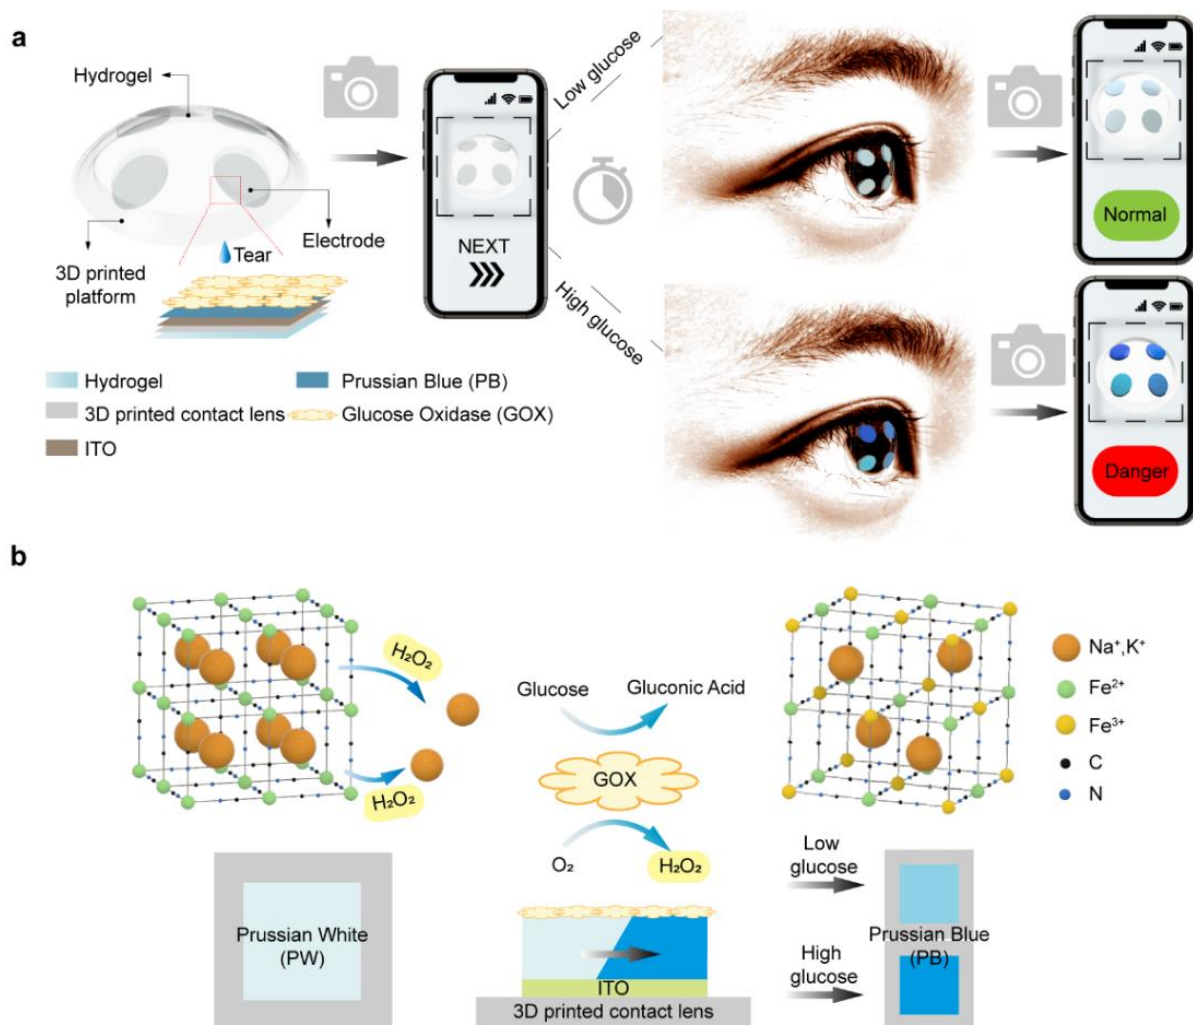 a
Hydrogel
Electrode
Tear
3D printed
platform
NEXT
Low glucose
High glucose
Normal
Danger
Hydrogel
Prussian Blue (PB)
3D printed contact lens
Glucose Oxidase (GOX)
ITO
b
H₂O₂
H₂O₂
Glucose
Gluconic Acid
GOX
O₂
H₂O₂
Na⁺,K⁺
Fe²⁺
Fe³⁺
C
N
Prussian White
(PW)
ITO
3D printed contact lens
Low
glucose
High
glucose
Prussian Blue
(PB)